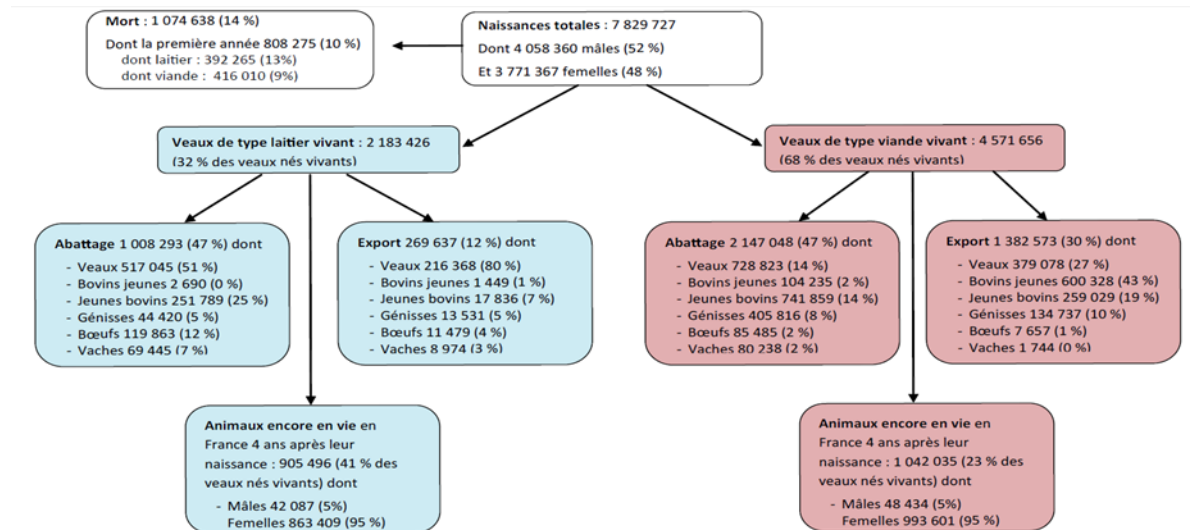 Mort : 1 074 638 (14 %)
Dont la première année 808 275 (10 %)
dont laitier : 392 265 (13%)
dont viande : 416 010 (9%)
Naissances totales : 7 829 727
Dont 4 058 360 mâles (52 %)
Et 3 771 367 femelles (48 %)
Veaux de type laitier vivant : 2 183 426
(32 % des veaux nés vivants)
Veaux de type viande vivant : 4 571 656
(68 % des veaux nés vivants)
Abattage 1 008 293 (47 %) dont
- Veaux 517 045 (51 %)
- Bovins jeunes 2 690 (0 %)
- Jeunes bovins 251 789 (25 %)
- Génisses 44 420 (5 %)
- Bœufs 119 863 (12 %)
- Vaches 69 445 (7 %)
Export 269 637 (12 %) dont
- Veaux 216 368 (80 %)
- Bovins jeunes 1 449 (1 %)
- Jeunes bovins 17 836 (7 %)
- Génisses 13 531 (5 %)
- Bœufs 11 479 (4 %)
- Vaches 8 974 (3 %)
Abattage 2 147 048 (47 %) dont
- Veaux 728 823 (14 %)
- Bovins jeunes 104 235 (2 %)
- Jeunes bovins 741 859 (14 %)
- Génisses 405 816 (8 %)
- Bœufs 85 485 (2 %)
- Vaches 80 238 (2 %)
Export 1 382 573 (30 %) dont
- Veaux 379 078 (27 %)
- Bovins jeunes 600 328 (43 %)
- Jeunes bovins 259 029 (19 %)
- Génisses 134 737 (10 %)
- Bœufs 7 657 (1 %)
- Vaches 1 744 (0 %)
Animaux encore en vie en
France 4 ans après leur
naissance : 905 496 (41 % des
veaux nés vivants) dont
- Mâles 42 087 (5%)
Femelles 863 409 (95 %)
Animaux encore en vie en
France 4 ans après leur
naissance : 1 042 035 (23 % des
veaux nés vivants) dont
- Mâles 48 434 (5%)
Femelles 993 601 (95 %)